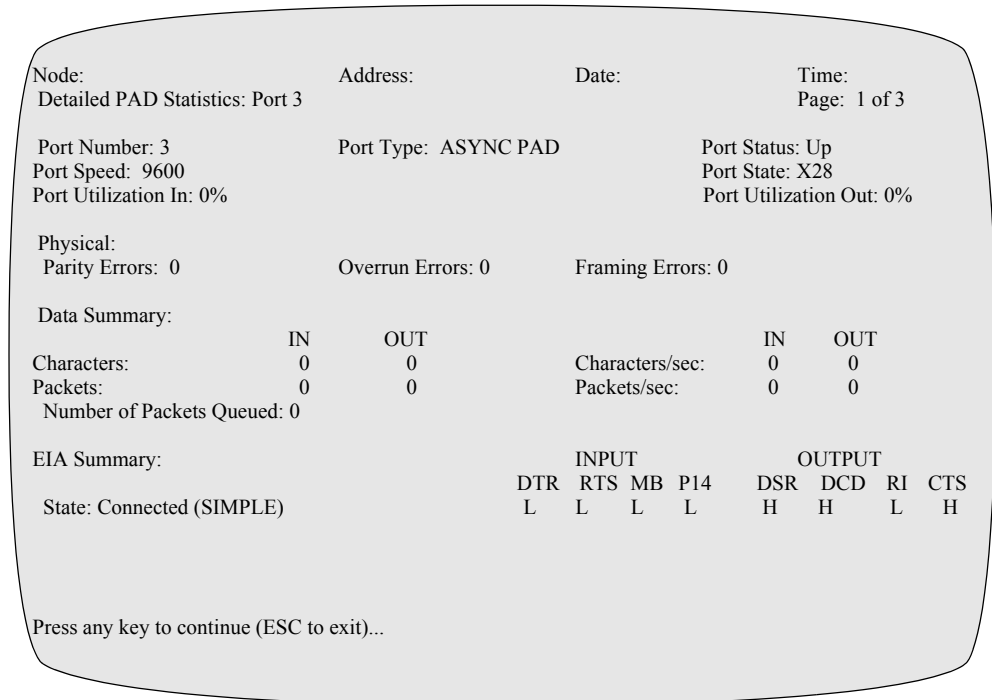 Node: Address: Date: Time:
Detailed PAD Statistics: Port 3 Page: 1 of 3
Port Number: 3 Port Type: ASYNC PAD Port Status: Up
Port Speed: 9600 Port State: X28
Port Utilization In: 0% Port Utilization Out: 0%
Physical:
Parity Errors: 0 Overrun Errors: 0 Framing Errors: 0
Data Summary:
IN OUT IN OUT
Characters: 0 0 Characters/sec: 0 0
Packets: 0 0 Packets/sec: 0 0
Number of Packets Queued: 0
EIA Summary: INPUT OUTPUT
DTR RTS MB P14 DSR DCD RI CTS
State: Connected (SIMPLE) L L L L H H L H
Press any key to continue (ESC to exit)...